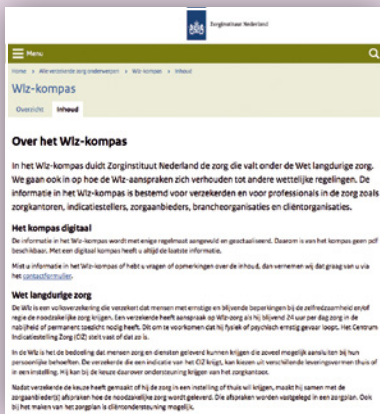 Zorginstituut Nederland
Menu
Home > Alle verzekerde zorg onderwerpen > Wlz-kompas > Inhoud
Wlz-kompas
Overzicht Inhoud
Over het Wlz-kompas
In het Wlz-kompas duidt Zorginstituut Nederland de zorg die valt onder de Wet langdurige zorg.
We gaan ook in op hoe de Wlz-aanspraken zich verhouden tot andere wettelijke regelingen. De
informatie in het Wlz-kompas is bestemd voor verzekerden en voor professionals in de zorg zoals
zorgkantoren, indicatiestellers, zorgaanbieders, brancheorganisaties en cliëntorganisaties.
Het kompas digitaal
De informatie in het Wlz-kompas wordt met enige regelmaat aangevuld en geactualiseerd. Daarom is van het kompas geen pdf
beschikbaar. Met een digitaal kompas heeft u altijd de laatste informatie.
Mist u informatie in het Wlz-kompas of hebt u vragen of opmerkingen over de inhoud, dan vernemen wij dat graag van u via
het contactformulier.
Wet langdurige zorg
De Wlz is een volksverzekering die verzekert dat mensen met ernstige en blijvende beperkingen bij de zelfredzaamheid en/of
regie de noodzakelijke zorg krijgen. Een verzekerde heeft aanspraak op Wlz-zorg als hij blijvend 24 uur per dag zorg in de
nabijheid of permanent toezicht nodig heeft. Dit om te voorkomen dat hij fysiek of psychisch ernstig gevaar loopt. Het Centrum
Indicatiestelling Zorg (CIZ) stelt vast of dat zo is.
In de Wlz is het de bedoeling dat mensen zorg en diensten geleverd kunnen krijgen die zoveel mogelijk aansluiten bij hun
persoonlijke behoeften. De verzekerde die een indicatie van het CIZ krijgt, kan kiezen uit verschillende leveringsvormen thuis of
in een instelling. Hij kan bij de keuze daarover ondersteuning krijgen van het zorgkantoor.
Nadat verzekerde de keuze heeft gemaakt of hij de zorg in een instelling of thuis wil krijgen, maakt hij samen met de
zorgaanbieder(s) afspraken hoe de noodzakelijke zorg wordt geleverd. Die afspraken worden vastgelegd in een zorgplan. Ook
bij het maken van het zorgplan is cliëntondersteuning mogelijk.